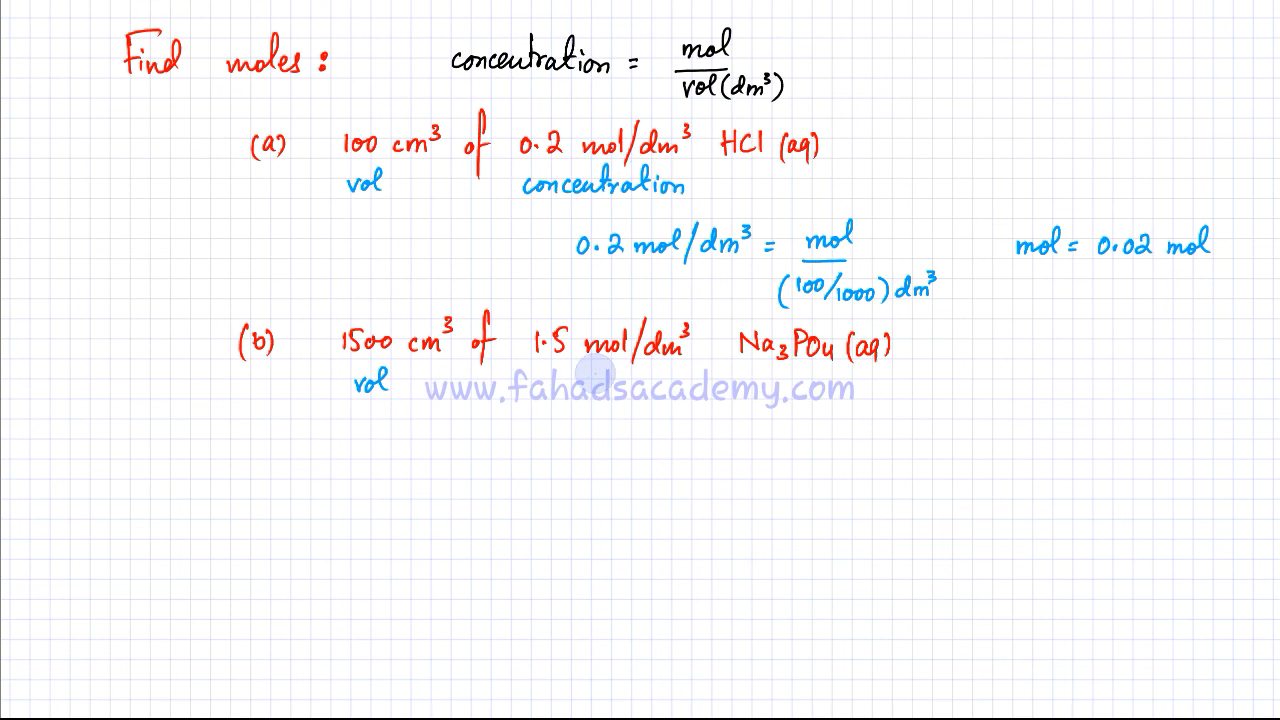 Find moles: concentration = mol / vol (dm³)
(a) 100 cm³ of 0.2 mol/dm³ HCl (aq)
vol concentration
0.2 mol/dm³ = mol / (100/1000) dm³ mol = 0.02 mol
(b) 1500 cm³ of 1.5 mol/dm³ Na₃PO₄ (aq)
vol www.fahadsacademy.com